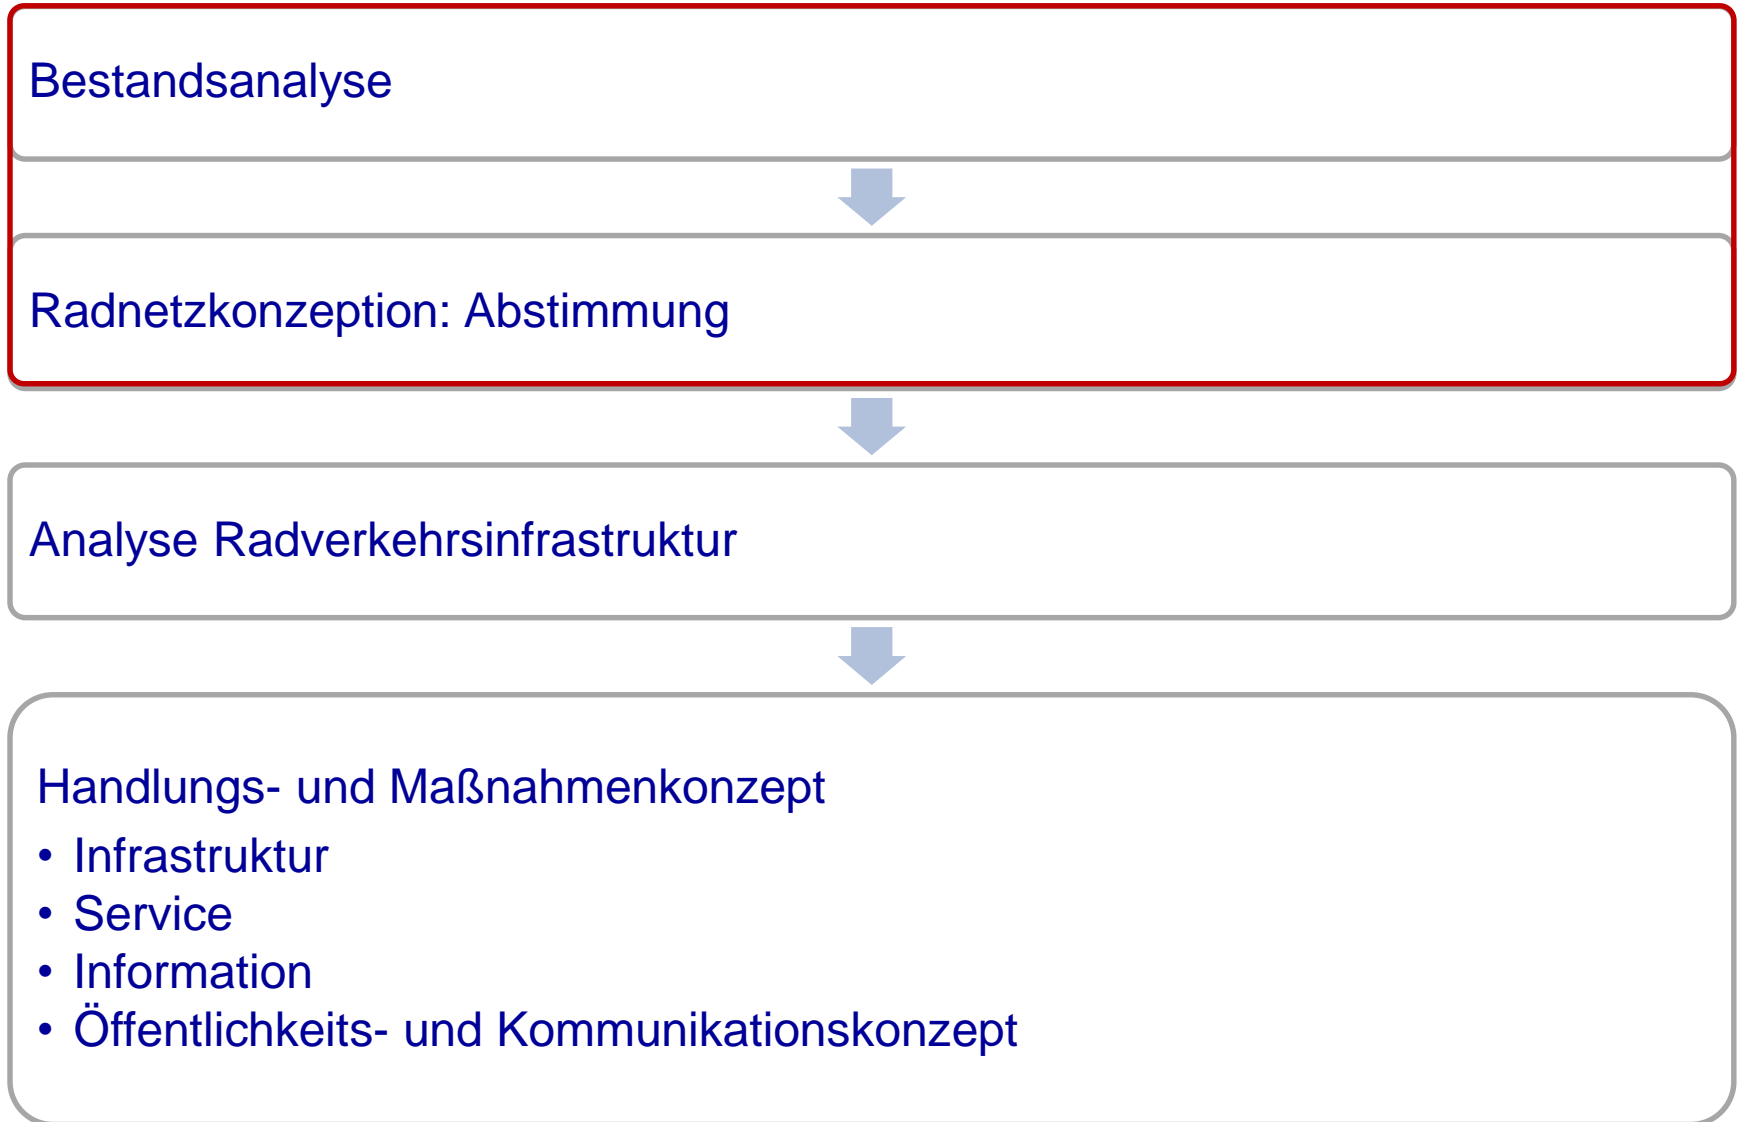 Bestandsanalyse
Radnetzkonzeption: Abstimmung
Analyse Radverkehrsinfrastruktur
Handlungs- und Maßnahmenkonzept
• Infrastruktur
• Service
• Information
• Öffentlichkeits- und Kommunikationskonzept